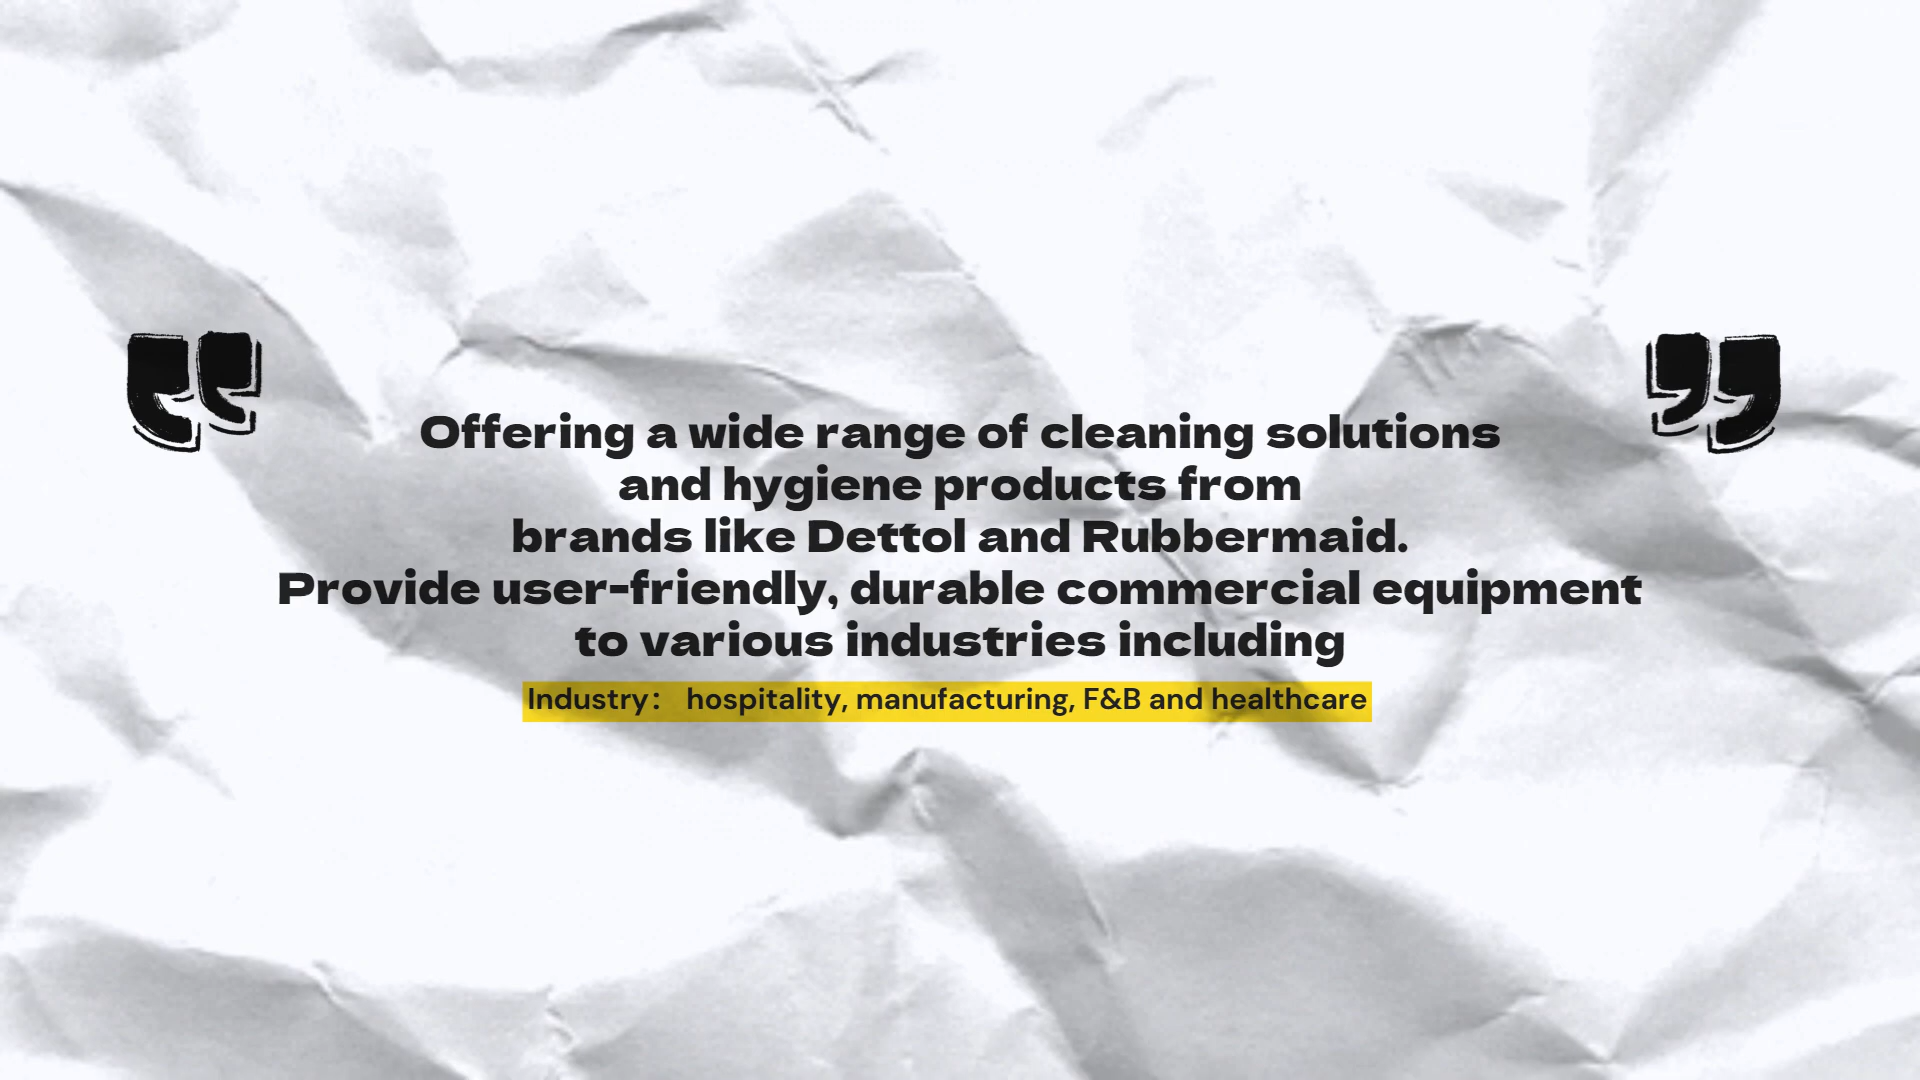 Offering a wide range of cleaning solutions
and hygiene products from
brands like Dettol and Rubbermaid.
Provide user-friendly, durable commercial equipment
to various industries including
Industry： hospitality, manufacturing, F&B and healthcare